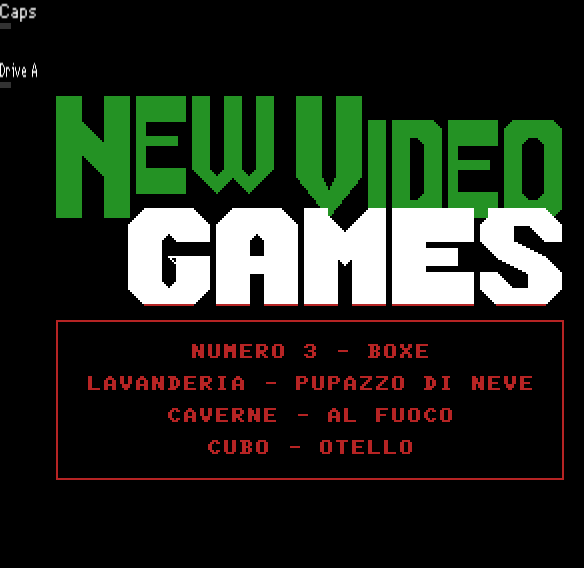 Caps
Drive A
NEW VIDEO
GAMES
NUMERO 3 - BOXE
LAVANDERIA - PUPAZZO DI NEVE
CAVERNE - AL FUOCO
CUBO - OTELLO